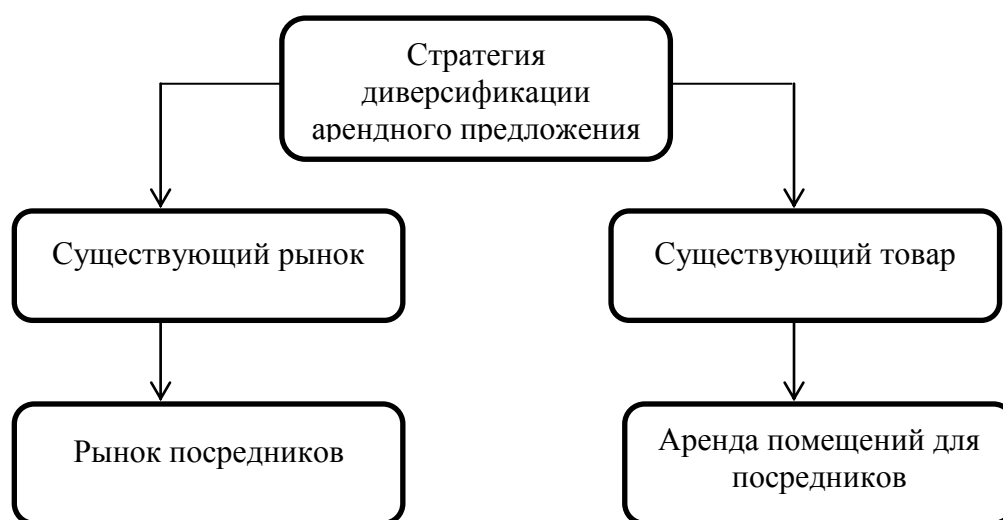 Стратегия
диверсификации
арендного предложения
Существующий рынок
Существующий товар
Рынок посредников
Аренда помещений для
посредников